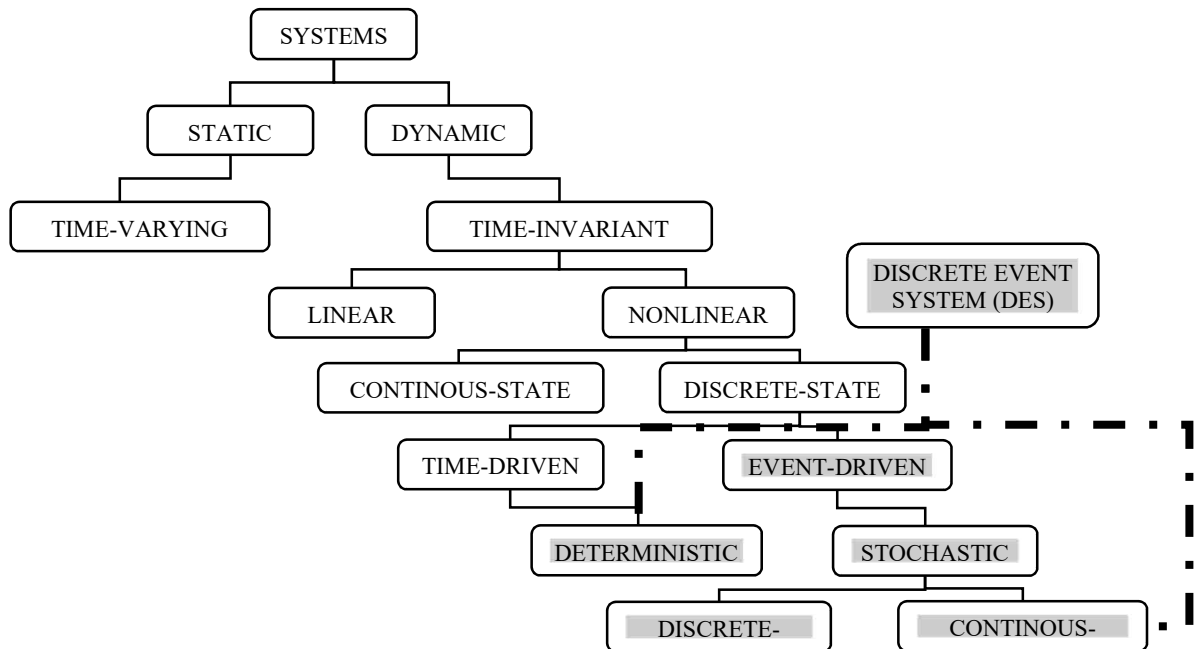 SYSTEMS
STATIC
DYNAMIC
TIME-VARYING
TIME-INVARIANT
DISCRETE EVENT
SYSTEM (DES)
LINEAR
NONLINEAR
CONTINOUS-STATE
DISCRETE-STATE
TIME-DRIVEN
EVENT-DRIVEN
DETERMINISTIC
STOCHASTIC
DISCRETE-
CONTINOUS-